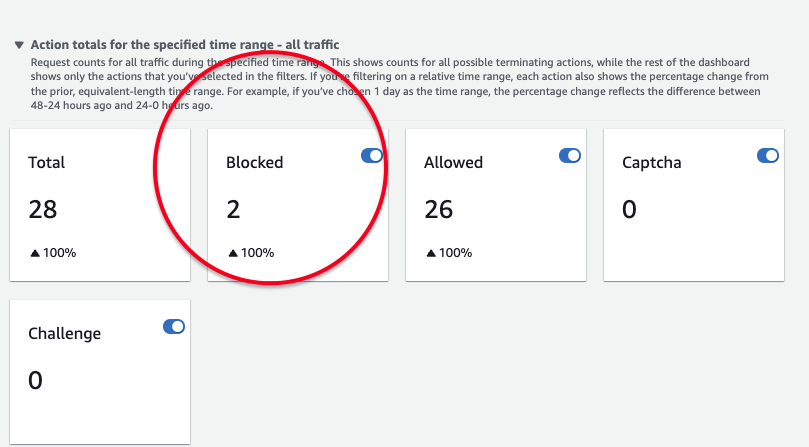 ▼ Action totals for the specified time range - all traffic
Request counts for all traffic during the specified time range. This shows counts for all possible terminating actions, while the rest of the dashboard
shows only the actions that you've selected in the filters. If you're filtering on a relative time range, each action also shows the percentage change from
the prior, equivalent-length time range. For example, if you've chosen 1 day as the time range, the percentage change reflects the difference between
48-24 hours ago and 24-0 hours ago.
Total
28
▲ 100%
Blocked
2
▲ 100%
Allowed
26
▲ 100%
Captcha
0
Challenge
0